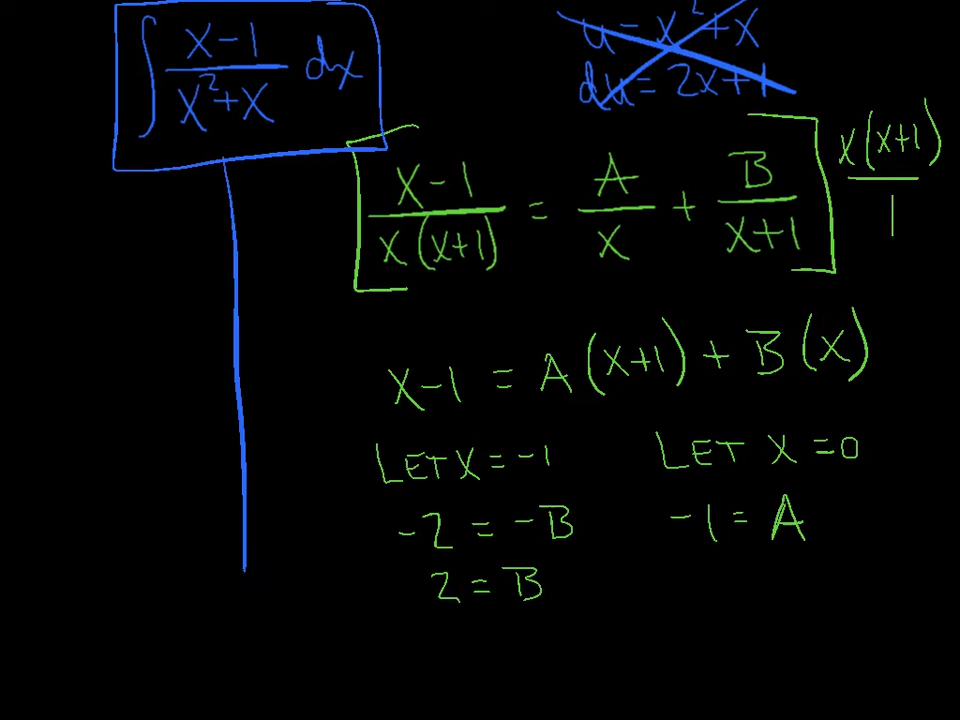 ∫ (x-1)/(x²+x) dx
u = x²+x
du = 2x+1
[(x-1)/(x(x+1)) = A/x + B/(x+1)] x(x+1)/1
x-1 = A(x+1) + B(x)
LET x = -1
-2 = -B
2 = B
LET x = 0
-1 = A